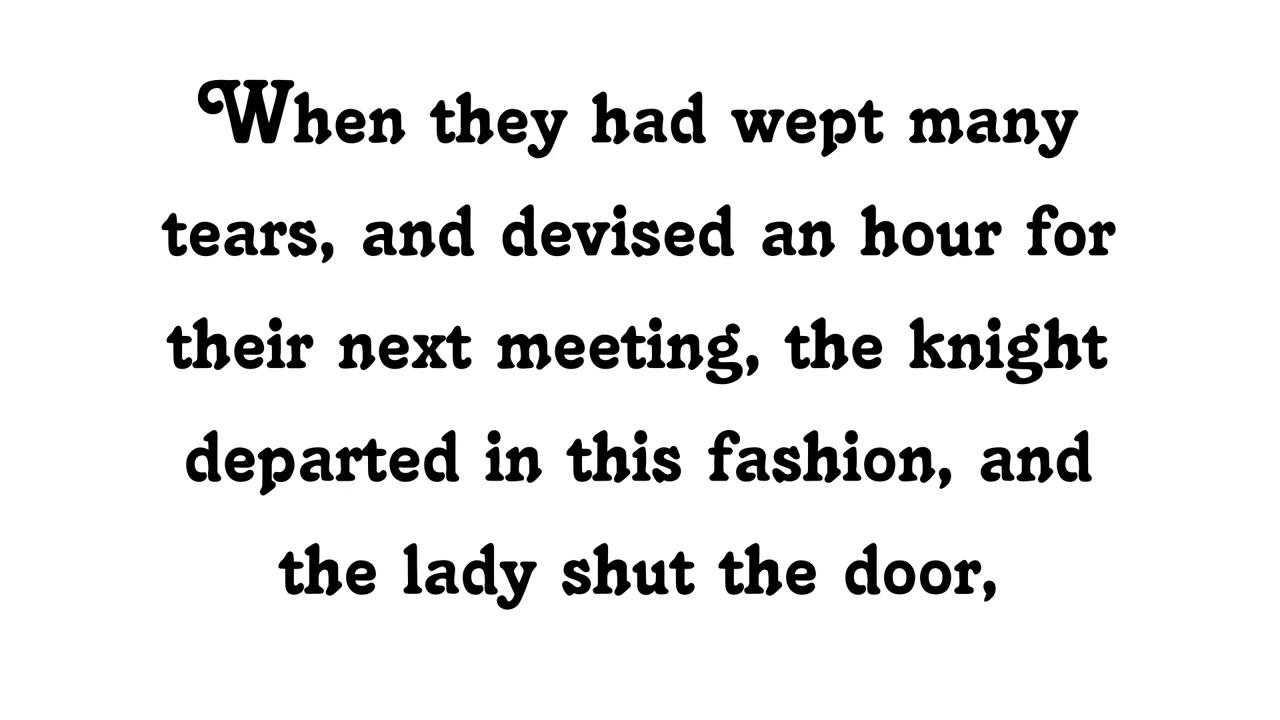 When they had wept many
tears, and devised an hour for
their next meeting, the knight
departed in this fashion, and
the lady shut the door,